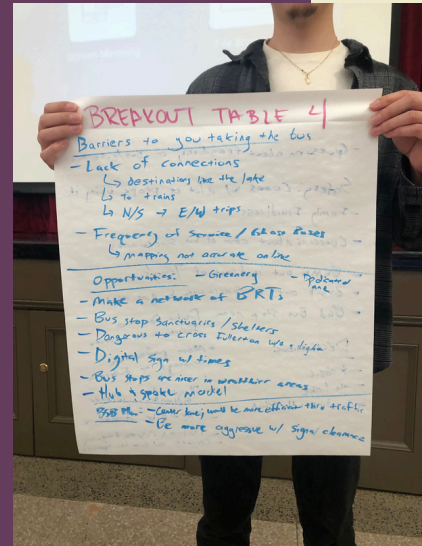 BREAKOUT TABLE 4
Barriers to you taking the bus
- Lack of connections
↳ destinations like the lake
↳ To trains
↳ N/S → E/W trips
- Frequency of service / Ghost Buses
↳ mapping not accurate online
Opportunities: - Greenery - Dedicated lane
- Make a network of BRTs
- Bus stop sanctuaries / shelters
- Dangerous to cross Fullerton w/o a light
- Digital sign w/ times
- Bus stops are nicer in wealthier areas
- Hub & spoke model
- Center lane; would be more efficient thru traffic
- Be more aggressive w/ signal clearance